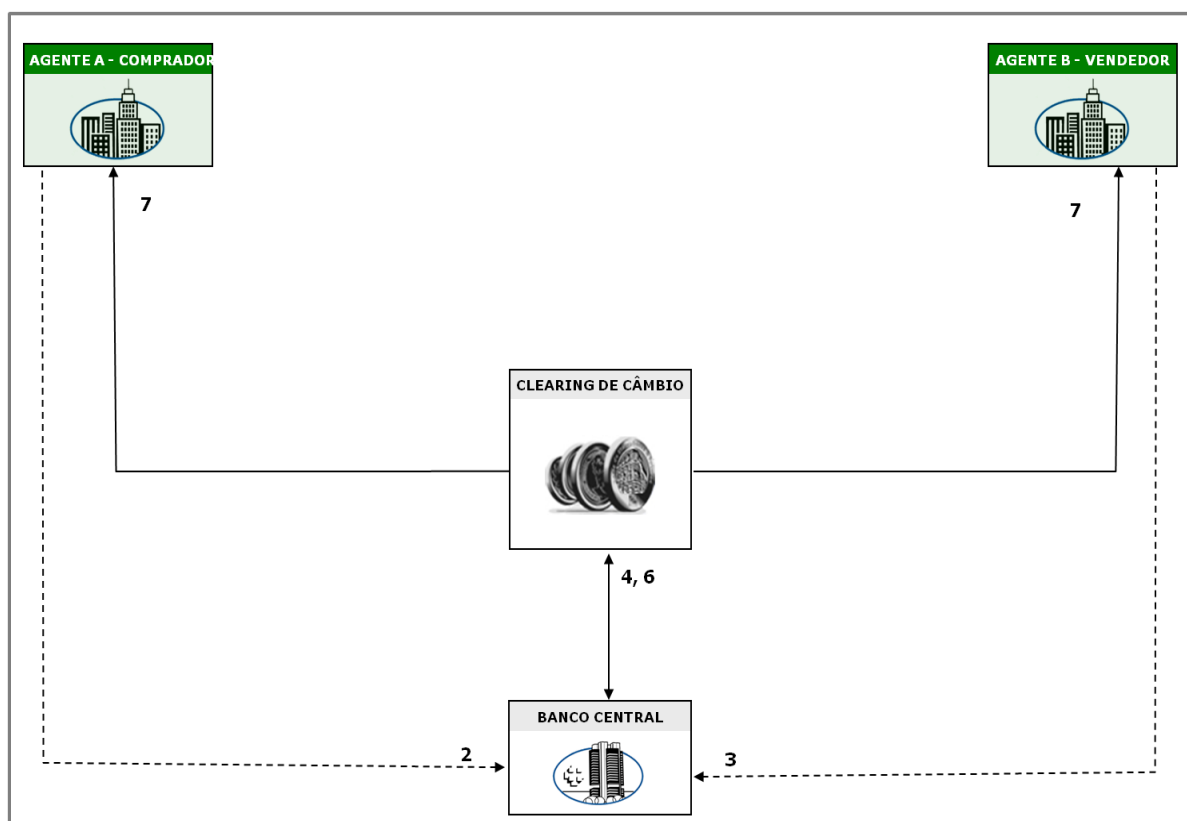 AGENTE A - COMPRADOR
AGENTE B - VENDEDOR
7
7
CLEARING DE CÂMBIO
4, 6
BANCO CENTRAL
2
3